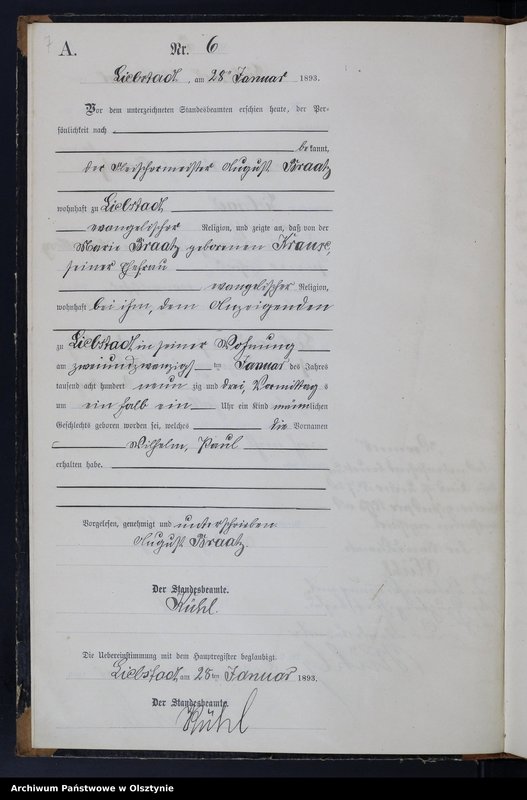 7
A.
Nr. 6
Liebstadt, am 28 Januar 1893.
Vor dem unterzeichneten Standesbeamten erschien heute, der Per-
sönlichkeit nach
bekannt,
der Fleischermeister August Braatz
wohnhaft zu Liebstadt
evangelischer Religion, und zeigte an, daß von der
Marie Braatz geborenen Krause,
seiner Ehefrau
evangelischer Religion,
wohnhaft bei ihm, dem Anzeigenden
zu Liebstadt in seiner Wohnung
am zweiundzwanzigsten Januar des Jahres
tausend acht hundert neunzig und drei, Vormittags
um ein halb ein Uhr ein Kind männlichen
Geschlechts geboren worden sei, welches die Vornamen
Wilhelm, Paul
erhalten habe.
Vorgelesen, genehmigt und unterschrieben
August Braatz.
Der Standesbeamte.
Kühl.
Die Uebereinstimmung mit dem Hauptregister beglaubigt.
Liebstadt, am 28ten Januar 1893.
Der Standesbeamte.
Kühl
Archiwum Państwowe w Olsztynie